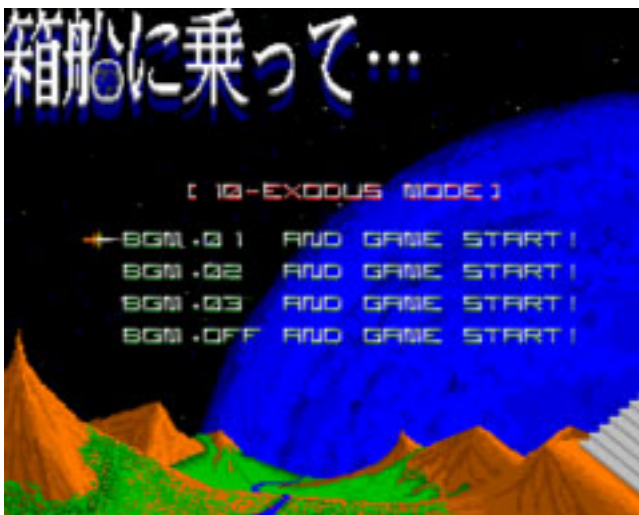 箱船に乗って…
[ 10-EXODUS MODE ]
BGM.01 AND GAME START!
BGM.02 AND GAME START!
BGM.03 AND GAME START!
BGM.OFF AND GAME START!